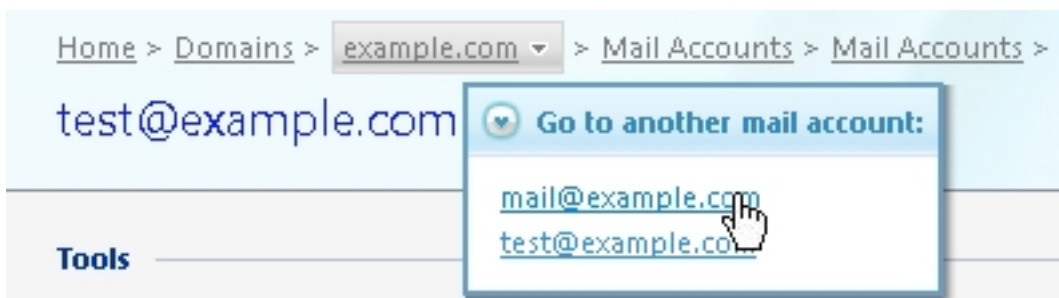 Home > Domains > example.com > Mail Accounts > Mail Accounts >
test@example.com
Go to another mail account:
mail@example.com
test@example.com
Tools